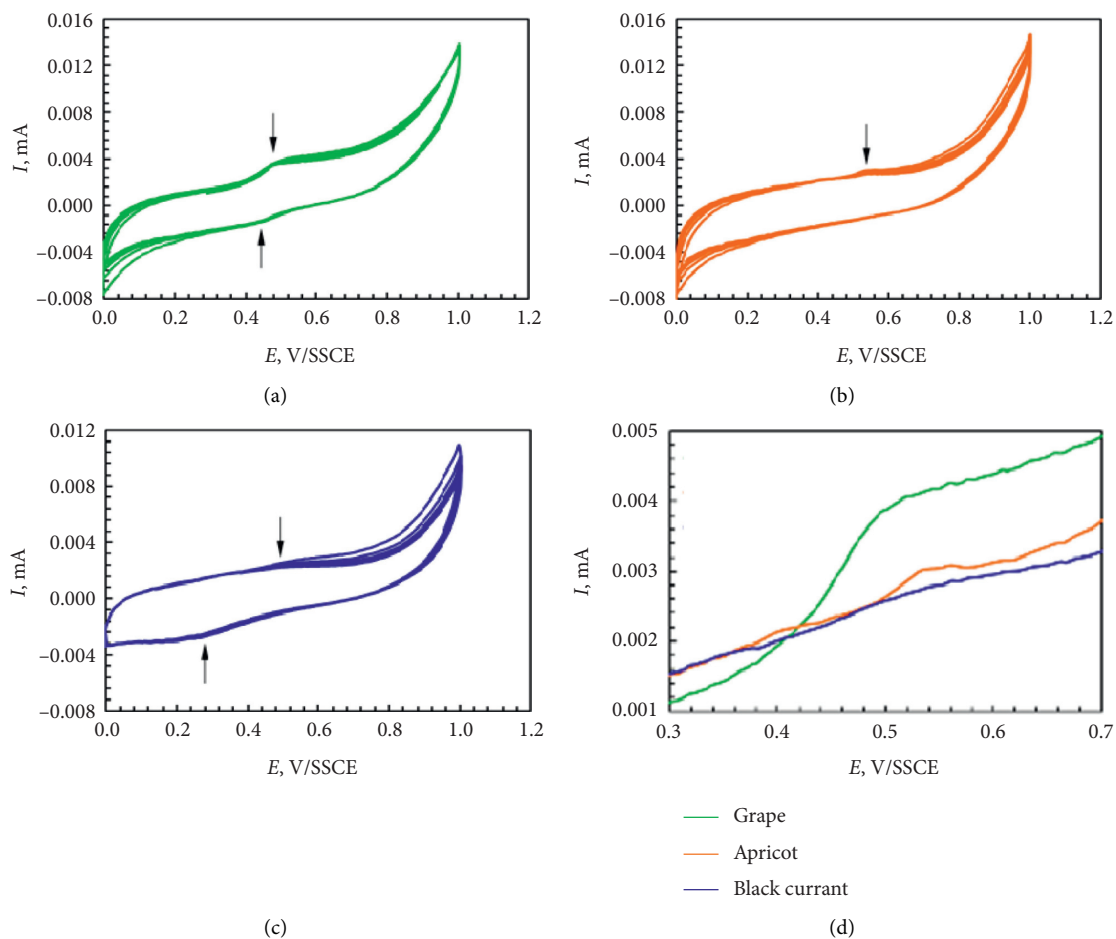 0.016
0.012
0.008
0.004
0.000
−0.004
−0.008
I, mA
0.0 0.2 0.4 0.6 0.8 1.0 1.2
E, V/SSCE
(a)
0.016
0.012
0.008
0.004
0.000
−0.004
−0.008
I, mA
0.0 0.2 0.4 0.6 0.8 1.0 1.2
E, V/SSCE
(b)
0.012
0.008
0.004
0.000
−0.004
−0.008
I, mA
0.0 0.2 0.4 0.6 0.8 1.0 1.2
E, V/SSCE
(c)
0.005
0.004
0.003
0.002
0.001
I, mA
0.3 0.4 0.5 0.6 0.7
E, V/SSCE
Grape
Apricot
Black currant
(d)